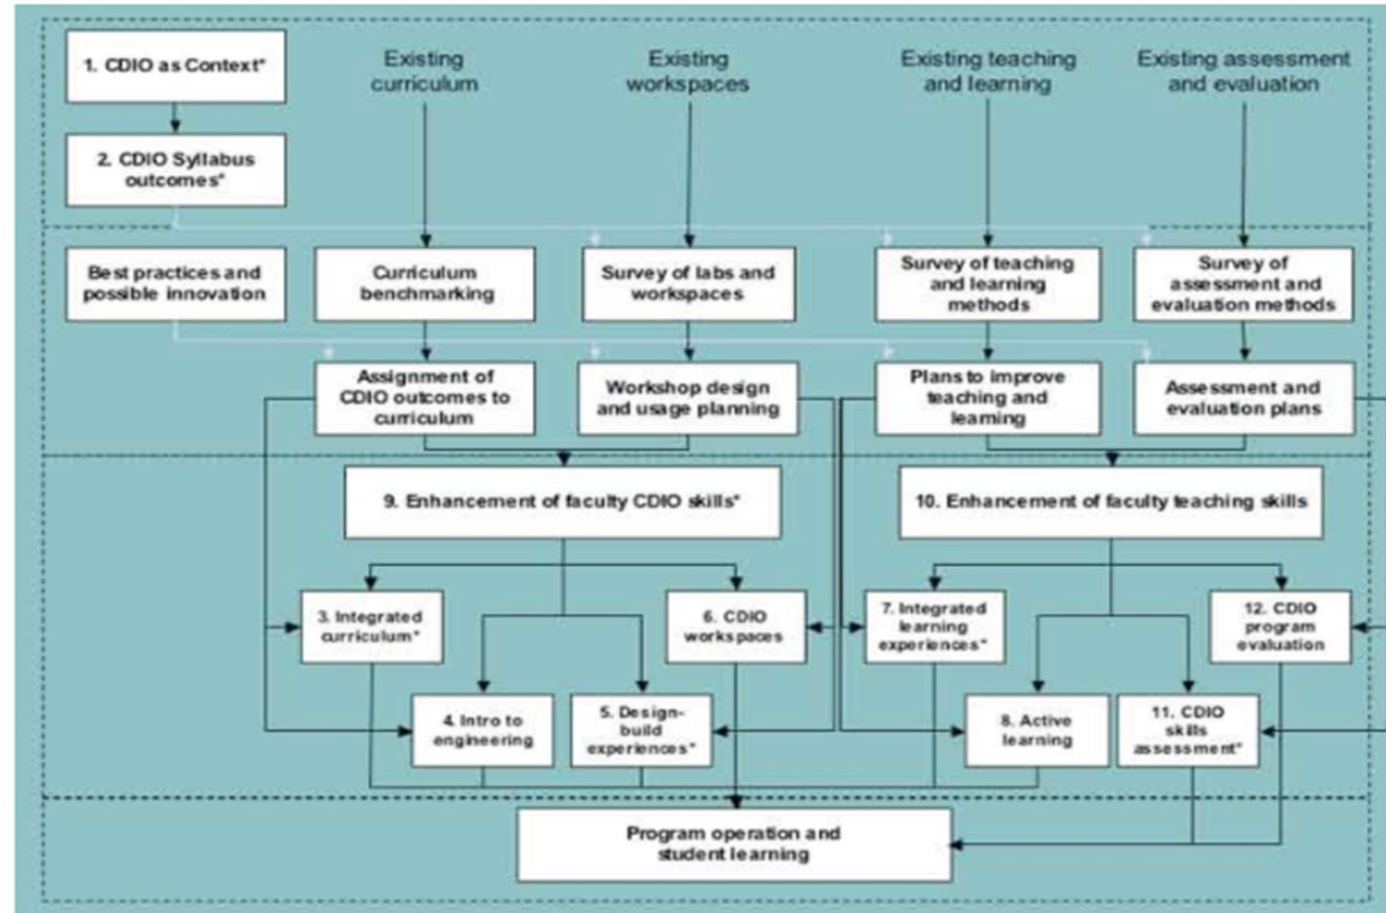 1. CDIO as Context*
Existing
curriculum
Existing
workspaces
Existing teaching
and learning
Existing assessment
and evaluation
2. CDIO Syllabus
outcomes*
Best practices and
possible innovation
Curriculum
benchmarking
Survey of labs and
workspaces
Survey of teaching
and learning
methods
Survey of
assessment and
evaluation methods
Assignment of
CDIO outcomes to
curriculum
Workshop design
and usage planning
Plans to improve
teaching and
learning
Assessment and
evaluation plans
9. Enhancement of faculty CDIO skills*
10. Enhancement of faculty teaching skills
3. Integrated
curriculum*
6. CDIO
workspaces
7. Integrated
learning
experiences*
12. CDIO
program
evaluation
4. Intro to
engineering
5. Design-
build
experiences*
8. Active
learning
11. CDIO
skills
assessment*
Program operation and
student learning